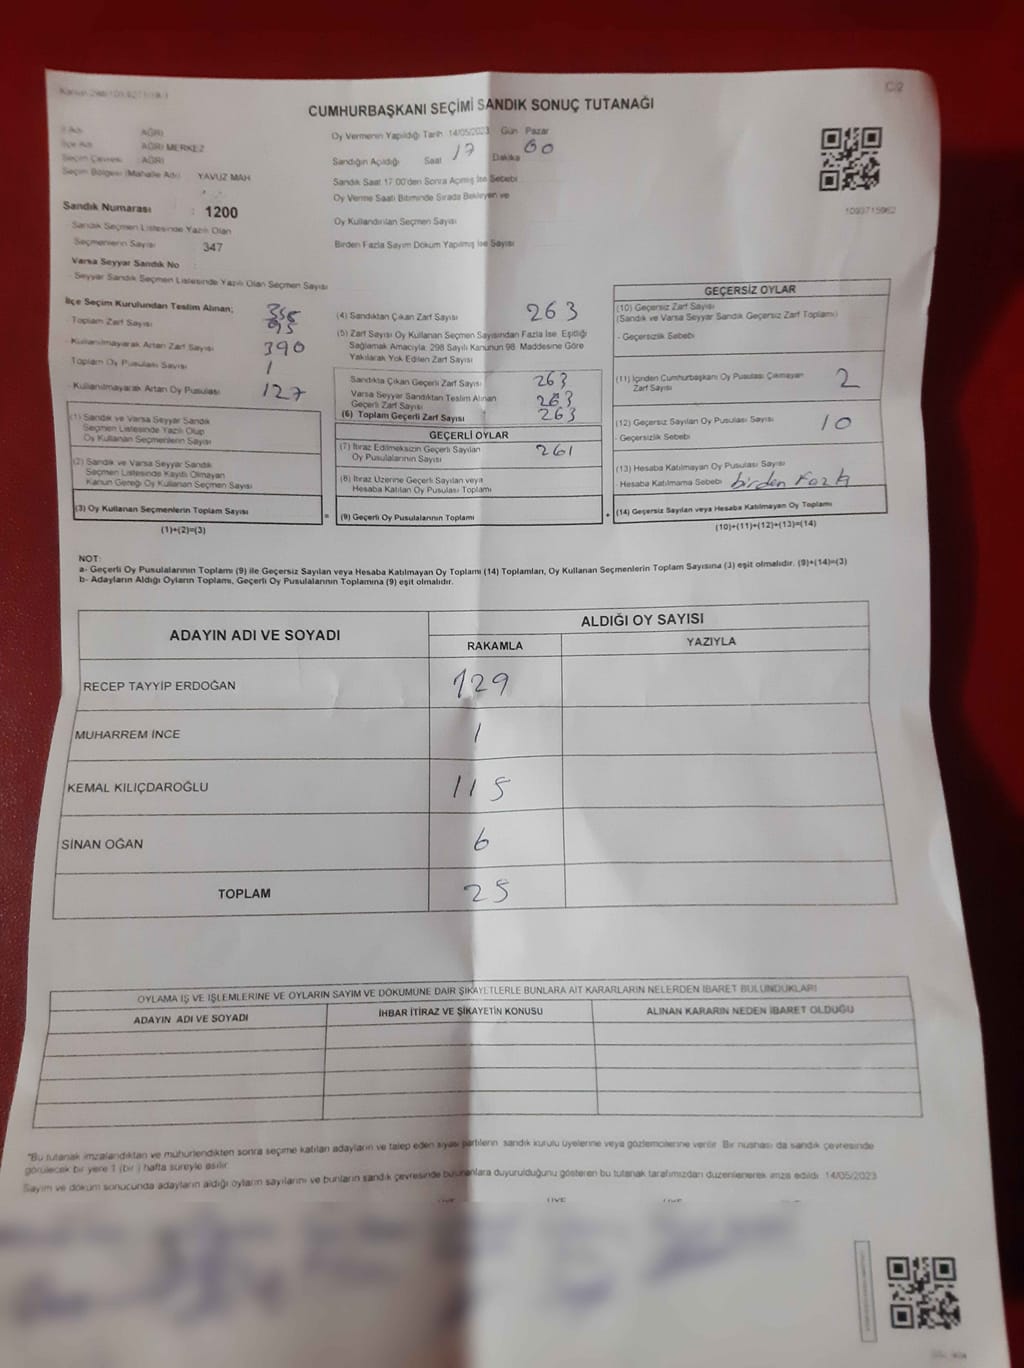 CUMHURBAŞKANI SEÇİMİ SANDIK SONUÇ TUTANAĞI
C/2
İl Adı AĞRI
İlçe Adı AĞRI MERKEZ
Seçim Çevresi : AĞRI
Seçim Bölgesi (Mahalle Adı) YAVUZ MAH
Sandık Numarası : 1200
Sandık Seçmen Listesinde Yazılı Olan
Seçmenlerin Sayısı 347
Varsa Seyyar Sandık No
Seyyar Sandık Seçmen Listesinde Yazılı Olan Seçmen Sayısı
Oy Vermenin Yapıldığı Tarih 14/05/2023 Gün Pazar
Sandığın Açıldığı Saat 17 Dakika 00
Sandık Saat 17:00'den Sonra Açımış İse Sebebi
Oy Verme Saati Bitiminde Sırada Bekleyen ve
Oy Kullandırılan Seçmen Sayısı
Birden Fazla Sayım Döküm Yapılmış İse Sayısı
1093715962
İlçe Seçim Kurulundan Teslim Alınan;
Toplam Zarf Sayısı
- Kullanılmayarak Artan Zarf Sayısı 390
Toplam Oy Pusulası Sayısı 1
- Kullanılmayarak Artan Oy Pusulası 127
(1) Sandık ve Varsa Seyyar Sandık
Seçmen Listesinde Yazılı Olup
Oy Kullanan Seçmenlerin Sayısı
(2) Sandık ve Varsa Seyyar Sandık
Seçmen Listesinde Kayıtlı Olmayan
Kanun Gereği Oy Kullanan Seçmen Sayısı
(3) Oy Kullanan Seçmenlerin Toplam Sayısı
(1)+(2)=(3)
(4) Sandıktan Çıkan Zarf Sayısı 263
(5) Zarf Sayısı Oy Kullanan Seçmen Sayısından Fazla İse Eşitliği
Sağlamak Amacıyla; 298 Sayılı Kanunun 98. Maddesine Göre
Yakılarak Yok Edilen Zarf Sayısı
Sandıkta Çıkan Geçerli Zarf Sayısı 263
Varsa Seyyar Sandıktan Teslim Alınan
Geçerli Zarf Sayısı 263
(6) Toplam Geçerli Zarf Sayısı 263
GEÇERLİ OYLAR
(7) İtiraz Edilmeksizin Geçerli Sayılan
Oy Pusulalarının Sayısı 261
(8) İtiraz Üzerine Geçerli Sayılan veya
Hesaba Katılan Oy Pusulası Toplamı
= (9) Geçerli Oy Pusulalarının Toplamı
GEÇERSİZ OYLAR
(10) Geçersiz Zarf Sayısı
(Sandık ve Varsa Seyyar Sandık Geçersiz Zarf Toplamı)
- Geçersizlik Sebebi
(11) İçinden Cumhurbaşkanı Oy Pusulası Çıkmayan
Zarf Sayısı 2
(12) Geçersiz Sayılan Oy Pusulası Sayısı 10
- Geçersizlik Sebebi
(13) Hesaba Katılmayan Oy Pusulası Sayısı
- Hesaba Katılmama Sebebi birden
+ (14) Geçersiz Sayılan veya Hesaba Katılmayan Oy Toplamı
(10)+(11)+(12)+(13)=(14)
NOT:
a- Geçerli Oy Pusulalarının Toplamı (9) ile Geçersiz Sayılan veya Hesaba Katılmayan Oy Toplamı (14) Toplamları, Oy Kullanan Seçmenlerin Toplam Sayısına (3) eşit olmalıdır. (9)+(14)=(3)
b- Adayların Aldığı Oyların Toplamı, Geçerli Oy Pusulalarının Toplamına (9) eşit olmalıdır.
ADAYIN ADI VE SOYADI ALDIĞI OY SAYISI
RAKAMLA YAZIYLA
RECEP TAYYİP ERDOĞAN 129
MUHARREM İNCE 1
KEMAL KILIÇDAROĞLU 115
SİNAN OĞAN 6
TOPLAM 25
OYLAMA İŞ VE İŞLEMLERİNE VE OYLARIN SAYIM VE DÖKÜMÜNE DAİR ŞİKAYETLERLE BUNLARA AİT KARARLARIN NELERDEN İBARET BULUNDUKLARI
ADAYIN ADI VE SOYADI İHBAR İTİRAZ VE ŞİKAYETİN KONUSU ALINAN KARARIN NEDEN İBARET OLDUĞU
"Bu tutanak imzalandıktan ve mühürlendikten sonra seçime katılan adayların ve talep eden siyasi partilerin sandık kurulu üyelerine veya gözlemcilerine verilir. Bir nüshası da sandık çevresinde
görülecek bir yere 1 (bir ) hafta süreyle asılır.
Sayım ve döküm sonucunda adayların aldığı oyların sayılarını ve bunların sandık çevresinde bulunanlara duyurulduğunu gösteren bu tutanak tarafımızdan düzenlenerek imza edildi. 14/05/2023